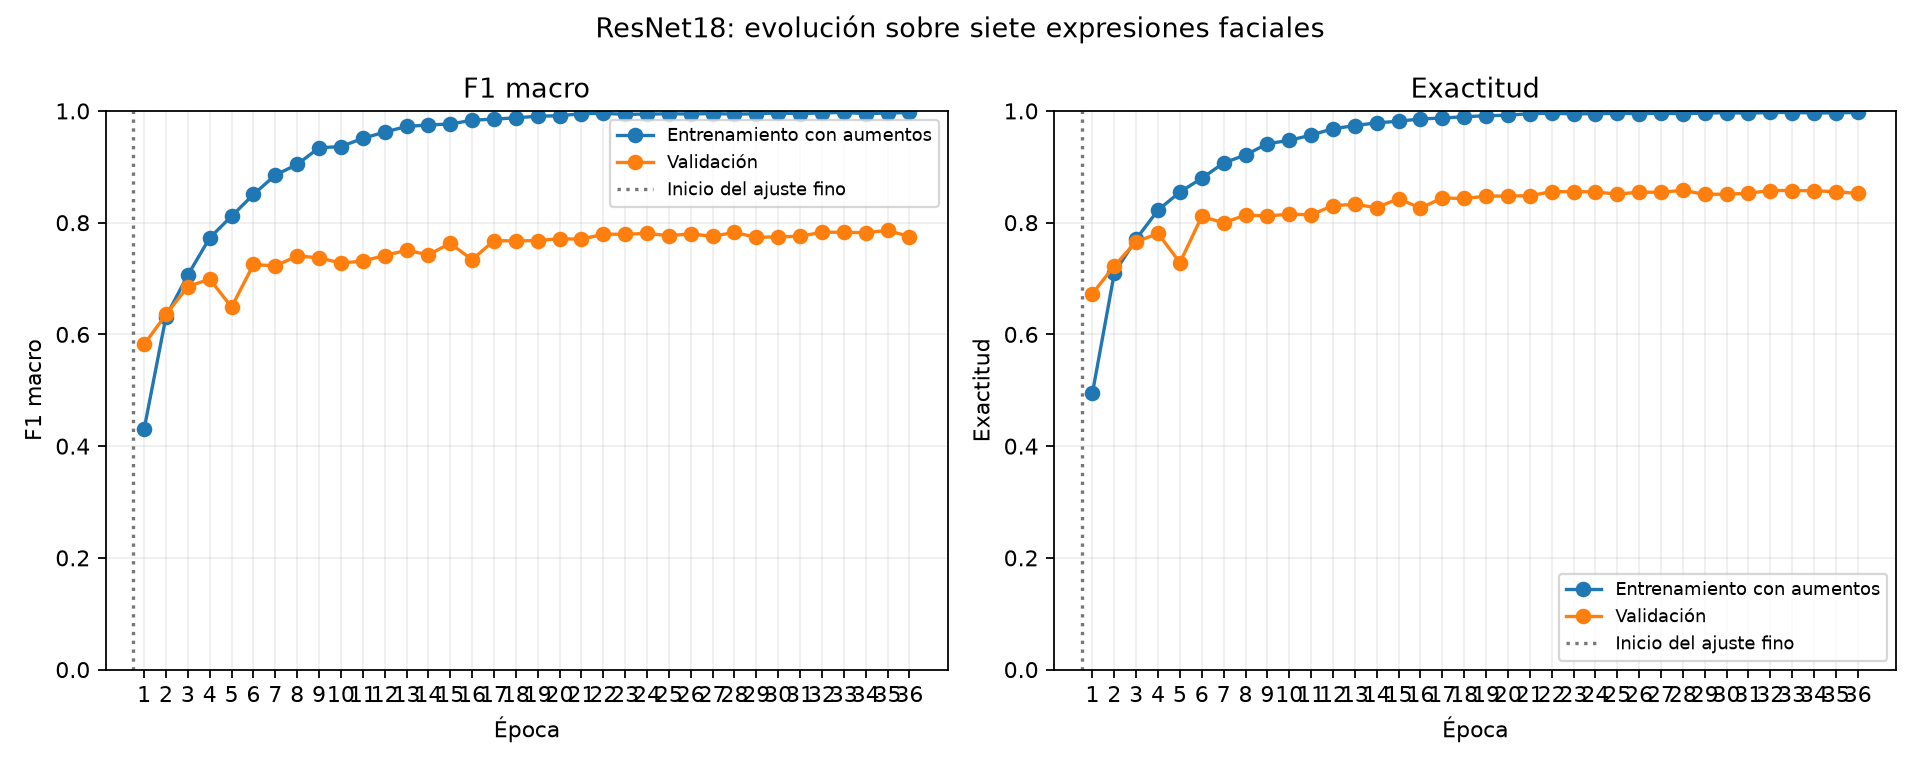 ResNet18: evolución sobre siete expresiones faciales
F1 macro
1.0
0.8
0.6
0.4
0.2
0.0
F1 macro
Entrenamiento con aumentos
Validación
Inicio del ajuste fino
1 2 3 4 5 6 7 8 9 10 11 12 13 14 15 16 17 18 19 20 21 22 23 24 25 26 27 28 29 30 31 32 33 34 35 36
Época
Exactitud
1.0
0.8
0.6
0.4
0.2
0.0
Exactitud
Entrenamiento con aumentos
Validación
Inicio del ajuste fino
1 2 3 4 5 6 7 8 9 10 11 12 13 14 15 16 17 18 19 20 21 22 23 24 25 26 27 28 29 30 31 32 33 34 35 36
Época